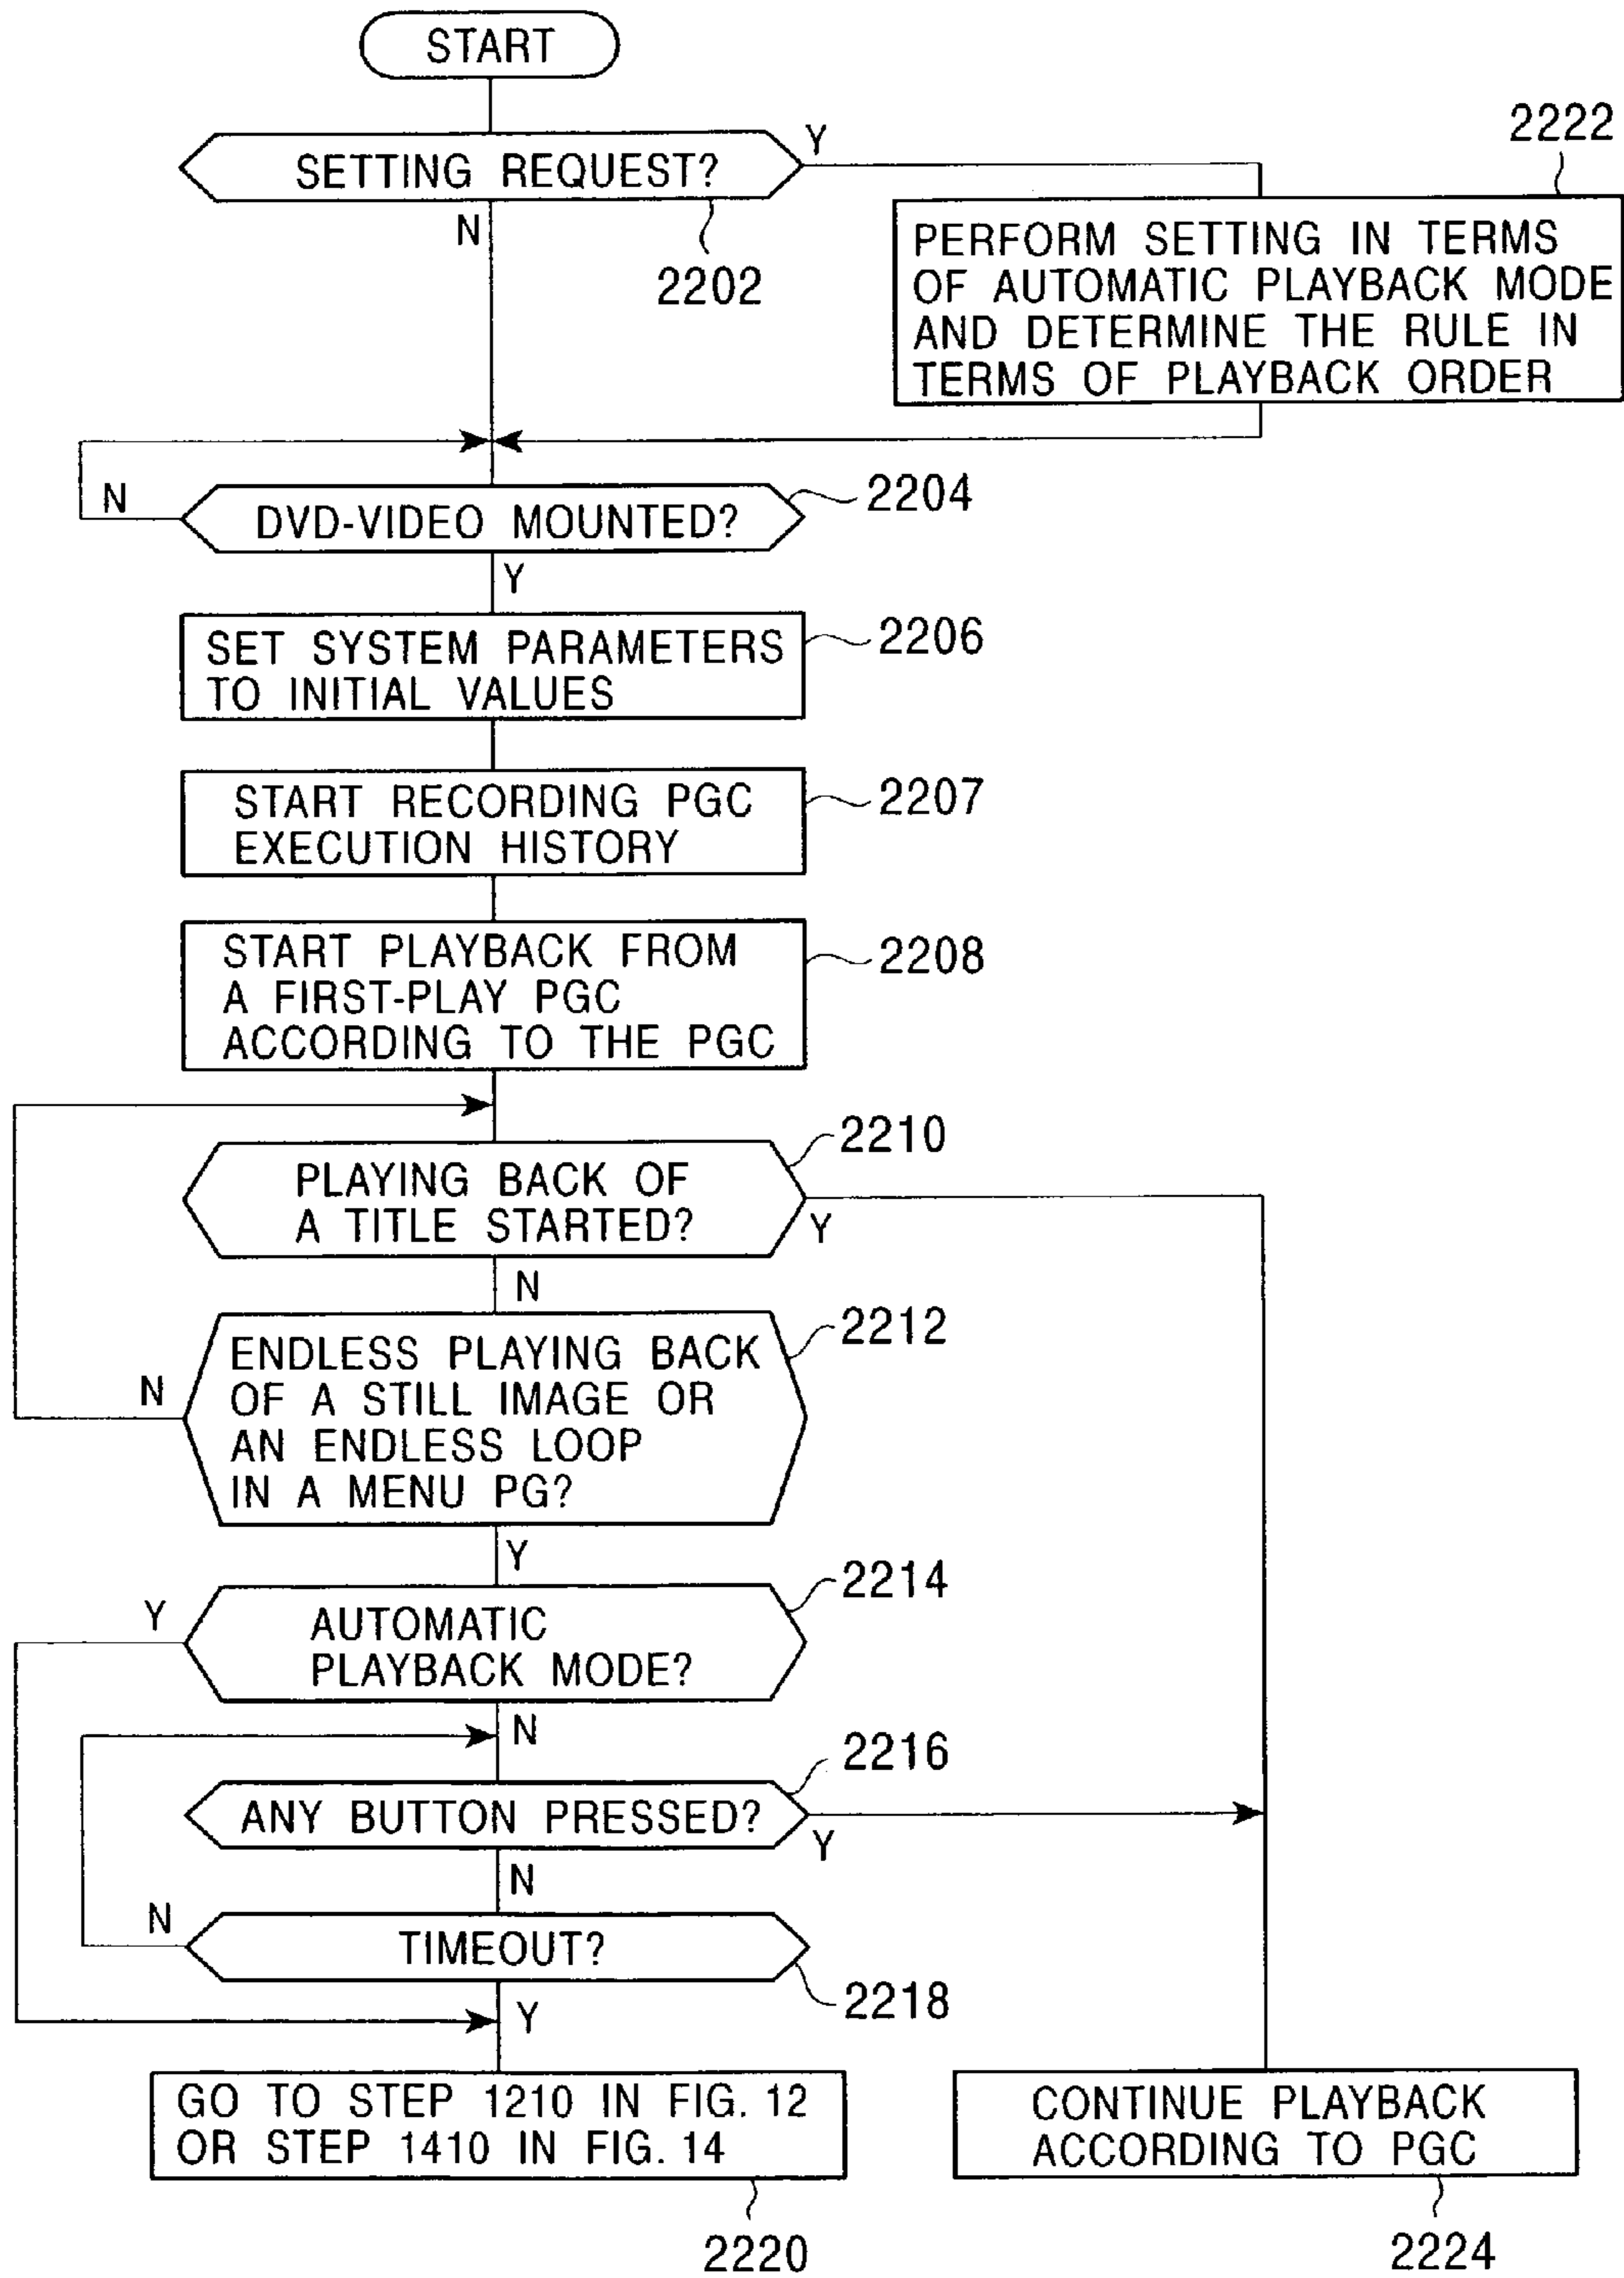 START
SETTING REQUEST?
Y
N
2202
2222
PERFORM SETTING IN TERMS
OF AUTOMATIC PLAYBACK MODE
AND DETERMINE THE RULE IN
TERMS OF PLAYBACK ORDER
N
DVD-VIDEO MOUNTED?
2204
Y
SET SYSTEM PARAMETERS
TO INITIAL VALUES
2206
START RECORDING PGC
EXECUTION HISTORY
2207
START PLAYBACK FROM
A FIRST-PLAY PGC
ACCORDING TO THE PGC
2208
2210
PLAYING BACK OF
A TITLE STARTED?
Y
N
2212
ENDLESS PLAYING BACK
OF A STILL IMAGE OR
AN ENDLESS LOOP
IN A MENU PG?
N
Y
2214
Y
AUTOMATIC
PLAYBACK MODE?
N
2216
ANY BUTTON PRESSED?
Y
N
N
TIMEOUT?
2218
Y
GO TO STEP 1210 IN FIG. 12
OR STEP 1410 IN FIG. 14
2220
CONTINUE PLAYBACK
ACCORDING TO PGC
2224